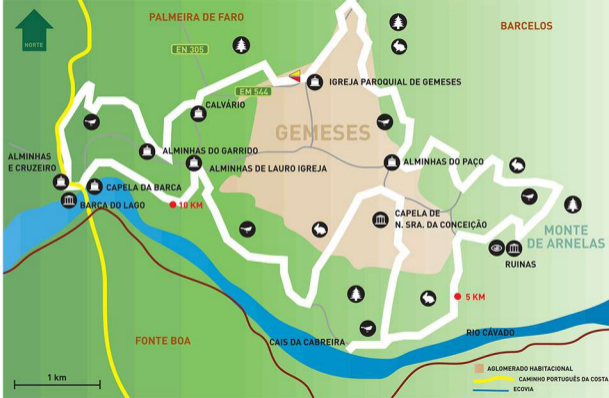 PALMEIRA DE FARO
BARCELOS
NORTE
EN 305
IGREJA PAROQUIAL DE GEMESES
EM 544
CALVÁRIO
GEMESES
ALMINHAS DO GARRIDO
ALMINHAS
E CRUZEIRO
ALMINHAS DE LAURO IGREJA
ALMINHAS DO PAÇO
CAPELA DA BARCA
BARCA DO LAGO
10 KM
CAPELA DE
N. SRA. DA CONCEIÇÃO
MONTE
DE ARNELAS
RUINAS
5 KM
RIO CÁVADO
FONTE BOA
CAIS DA CABREIRA
1 km
AGLOMERADO HABITACIONAL
CAMINHO PORTUGUÊS DA COSTA
ECOVIA